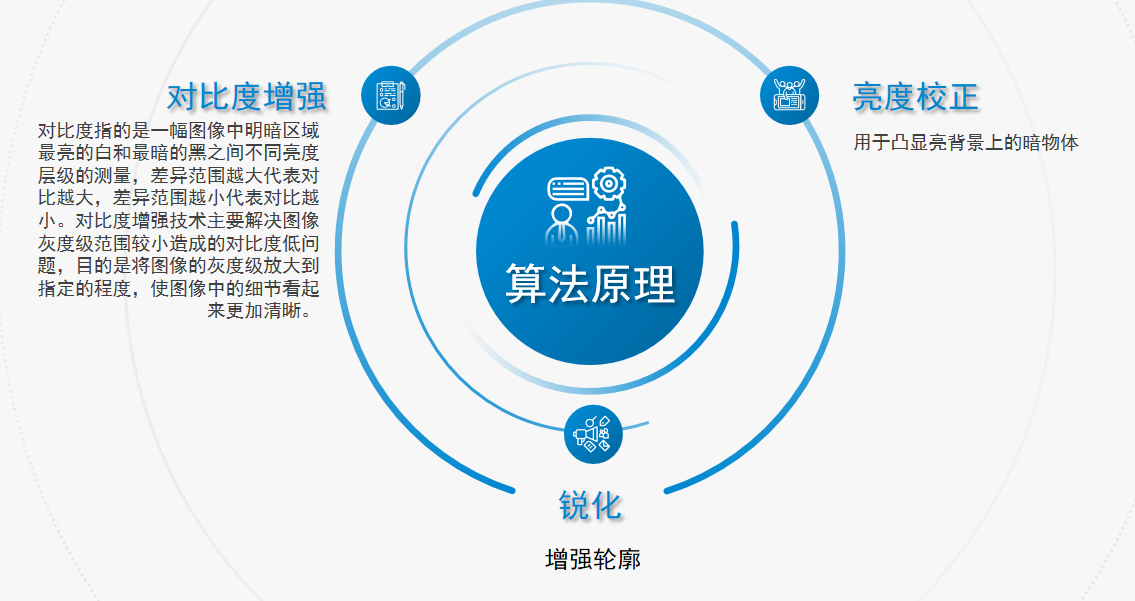 对比度增强
对比度指的是一幅图像中明暗区域
最亮的白和最暗的黑之间不同亮度
层级的测量，差异范围越大代表对
比越大，差异范围越小代表对比越
小。对比度增强技术主要解决图像
灰度级范围较小造成的对比度低问
题，目的是将图像的灰度级放大到
指定的程度，使图像中的细节看起
来更加清晰。
亮度校正
用于凸显亮背景上的暗物体
算法原理
锐化
增强轮廓